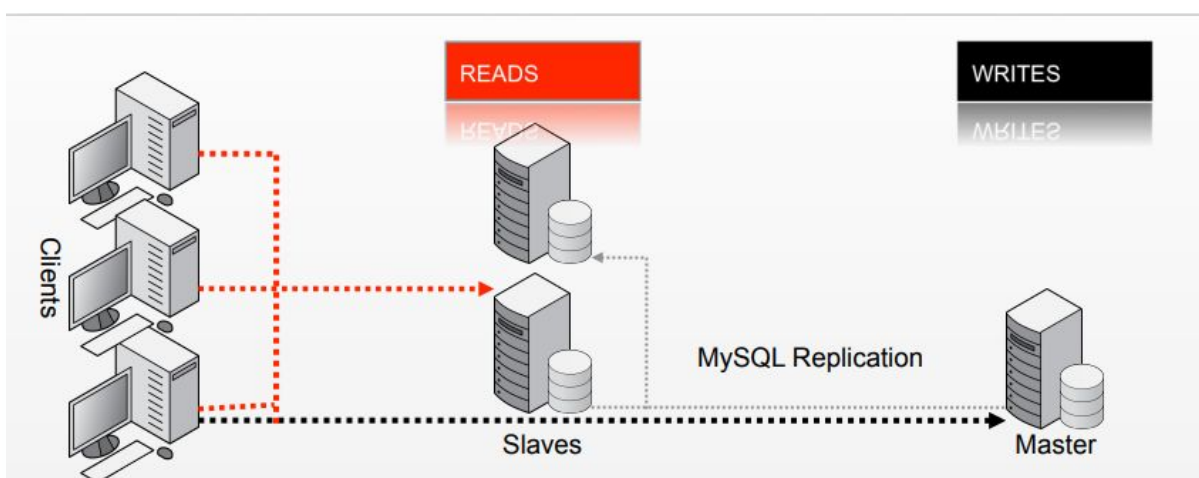 READS
WRITES
Clients
MySQL Replication
Slaves
Master